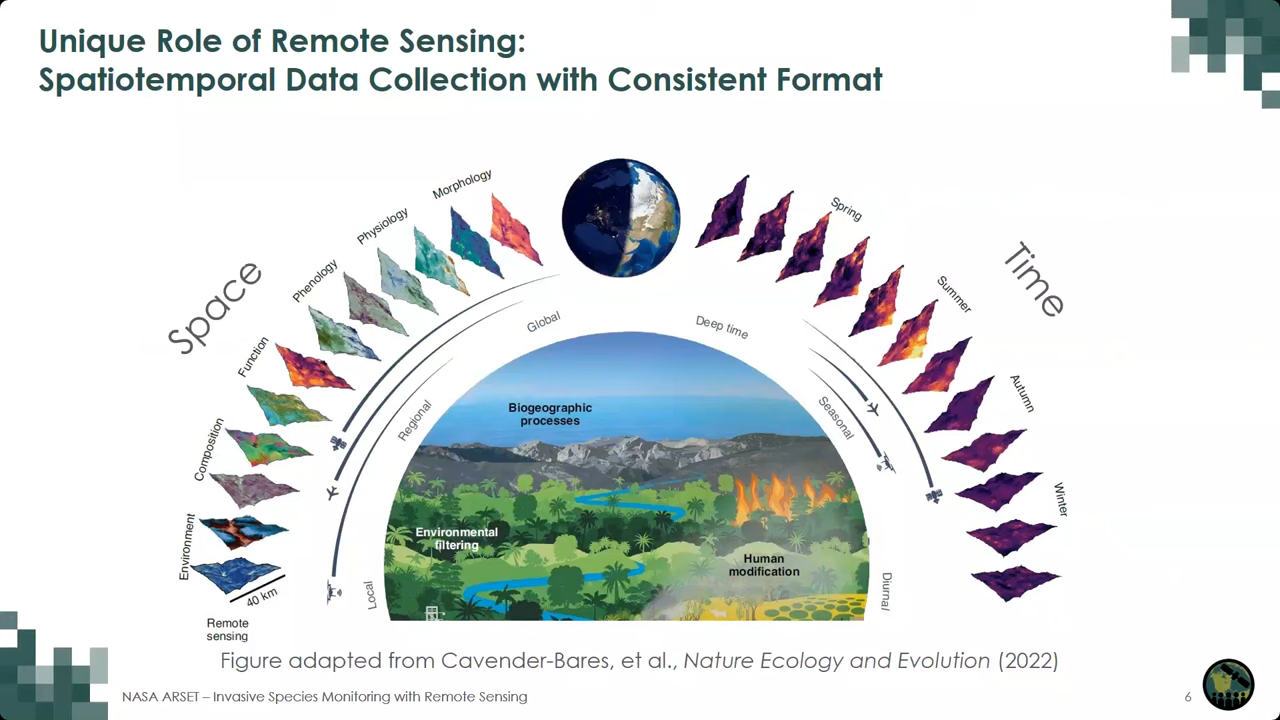 Unique Role of Remote Sensing:
Spatiotemporal Data Collection with Consistent Format
Space
Time
Morphology
Physiology
Phenology
Function
Composition
Environment
40 km
Remote
sensing
Spring
Summer
Autumn
Winter
Global
Regional
Local
Deep time
Seasonal
Diurnal
Biogeographic
processes
Environmental
filtering
Human
modification
Figure adapted from Cavender-Bares, et al., Nature Ecology and Evolution (2022)
NASA ARSET – Invasive Species Monitoring with Remote Sensing
6